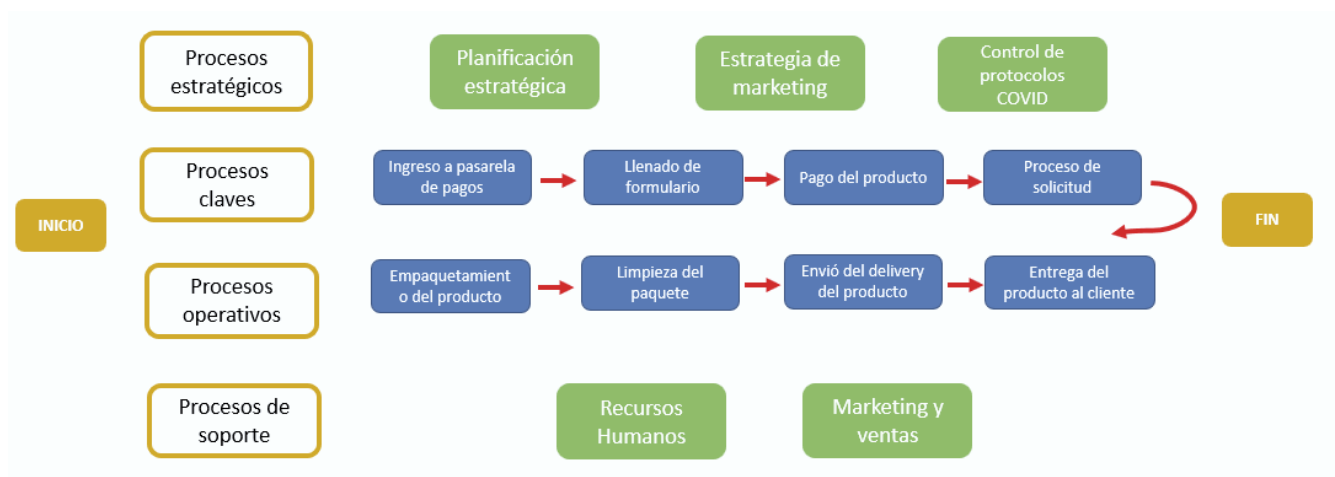 Procesos
estratégicos
Planificación
estratégica
Estrategia de
marketing
Control de
protocolos
COVID
Procesos
claves
Ingreso a pasarela
de pagos
Llenado de
formulario
Pago del producto
Proceso de
solicitud
INICIO
FIN
Procesos
operativos
Empaquetamient
o del producto
Limpieza del
paquete
Envió del delivery
del producto
Entrega del
producto al cliente
Procesos de
soporte
Recursos
Humanos
Marketing y
ventas